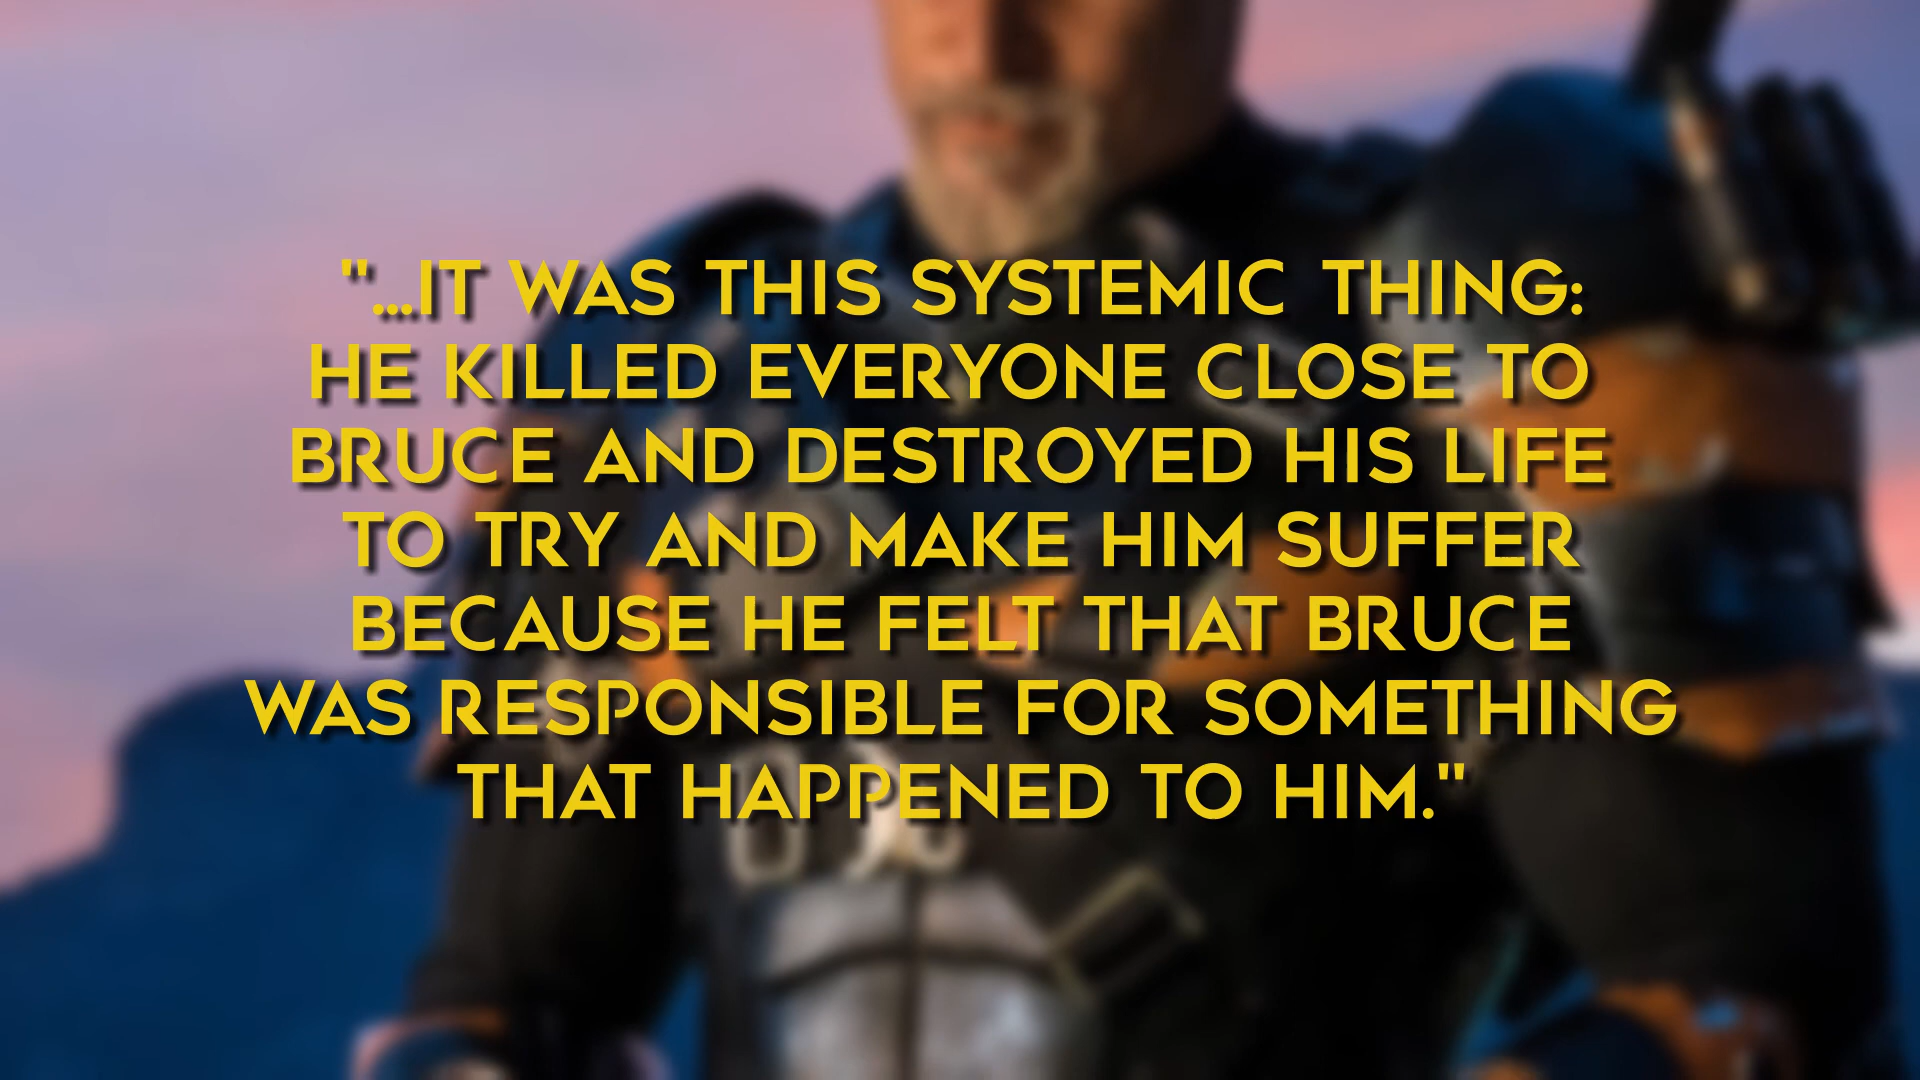 "...IT WAS THIS SYSTEMIC THING:
HE KILLED EVERYONE CLOSE TO
BRUCE AND DESTROYED HIS LIFE
TO TRY AND MAKE HIM SUFFER
BECAUSE HE FELT THAT BRUCE
WAS RESPONSIBLE FOR SOMETHING
THAT HAPPENED TO HIM."